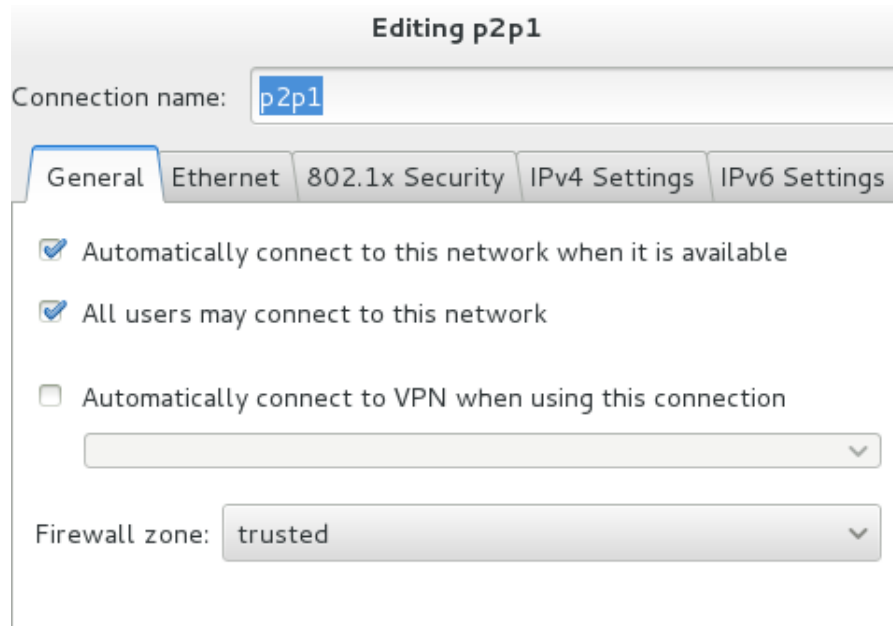 Editing p2p1
Connection name: p2p1
General Ethernet 802.1x Security IPv4 Settings IPv6 Settings
Automatically connect to this network when it is available
All users may connect to this network
Automatically connect to VPN when using this connection
Firewall zone: trusted